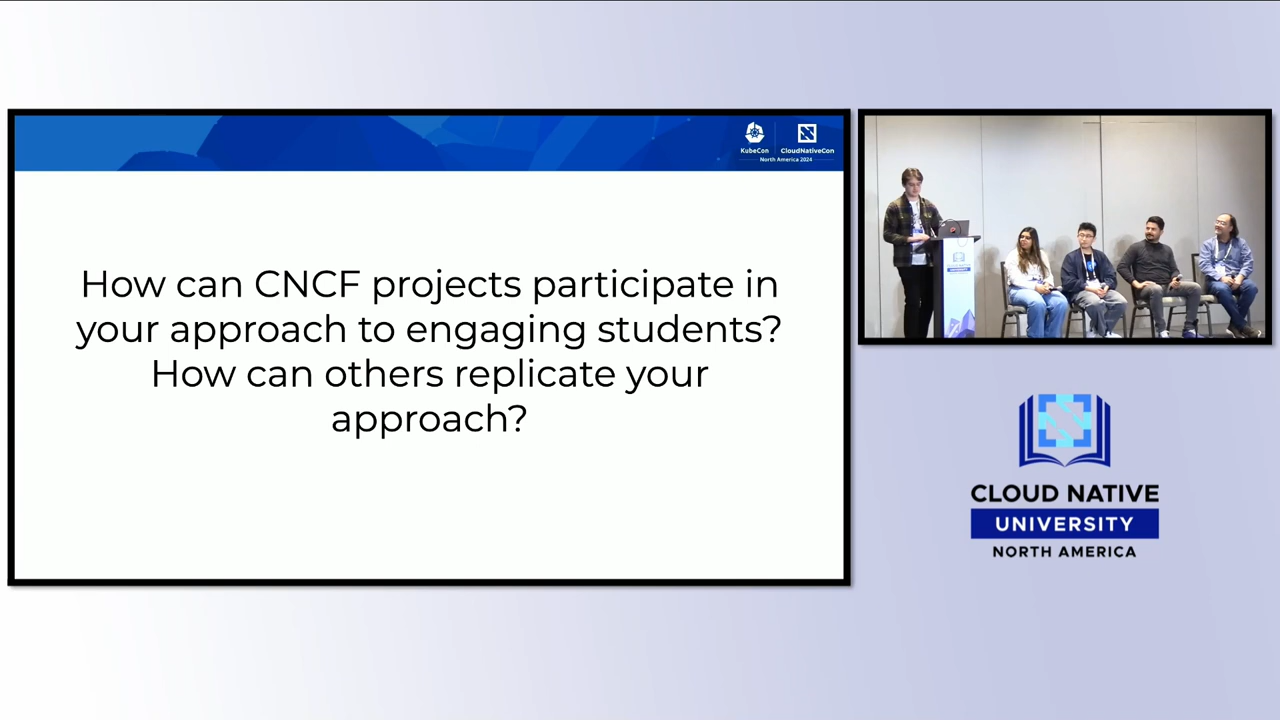 KubeCon
CloudNativeCon
North America 2024
How can CNCF projects participate in
your approach to engaging students?
How can others replicate your
approach?
CLOUD NATIVE
UNIVERSITY
NORTH AMERICA